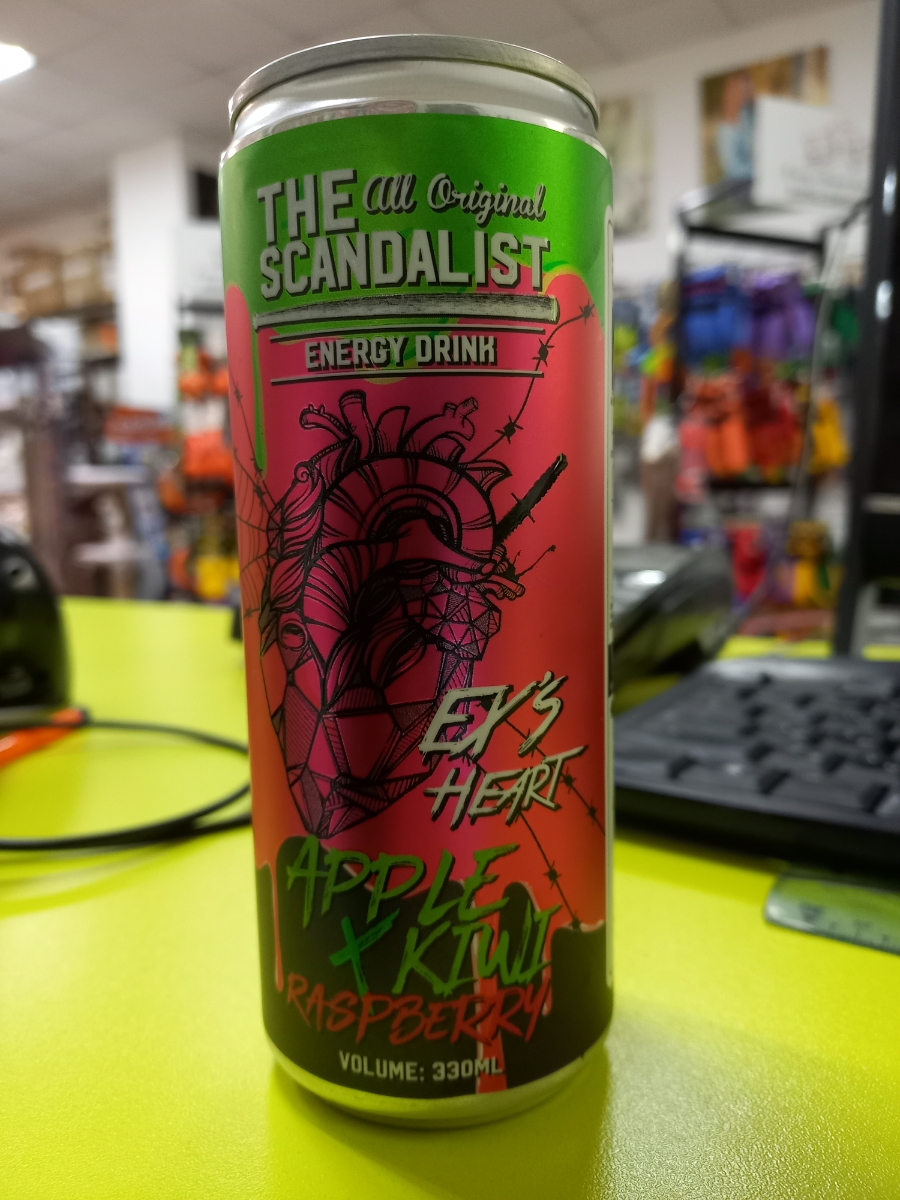 THE All Original
SCANDALIST
ENERGY DRINK
EX'S
HEART
APPLE
X KIWI
RASPBERRY
VOLUME: 330ML